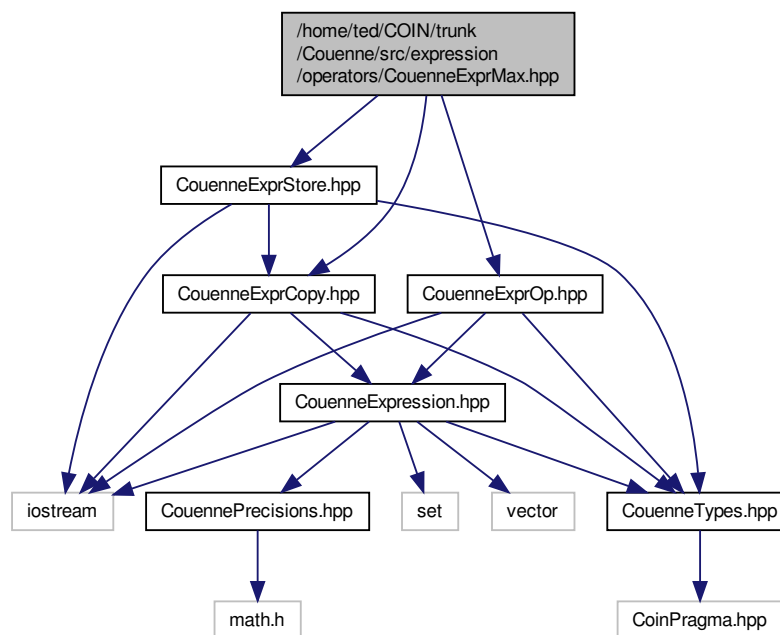 /home/ted/COIN/trunk
/Couenne/src/expression
/operators/CouenneExprMax.hpp
CouenneExprStore.hpp
CouenneExprCopy.hpp
CouenneExprOp.hpp
CouenneExpression.hpp
iostream
CouennePrecisions.hpp
set
vector
CouenneTypes.hpp
math.h
CoinPragma.hpp